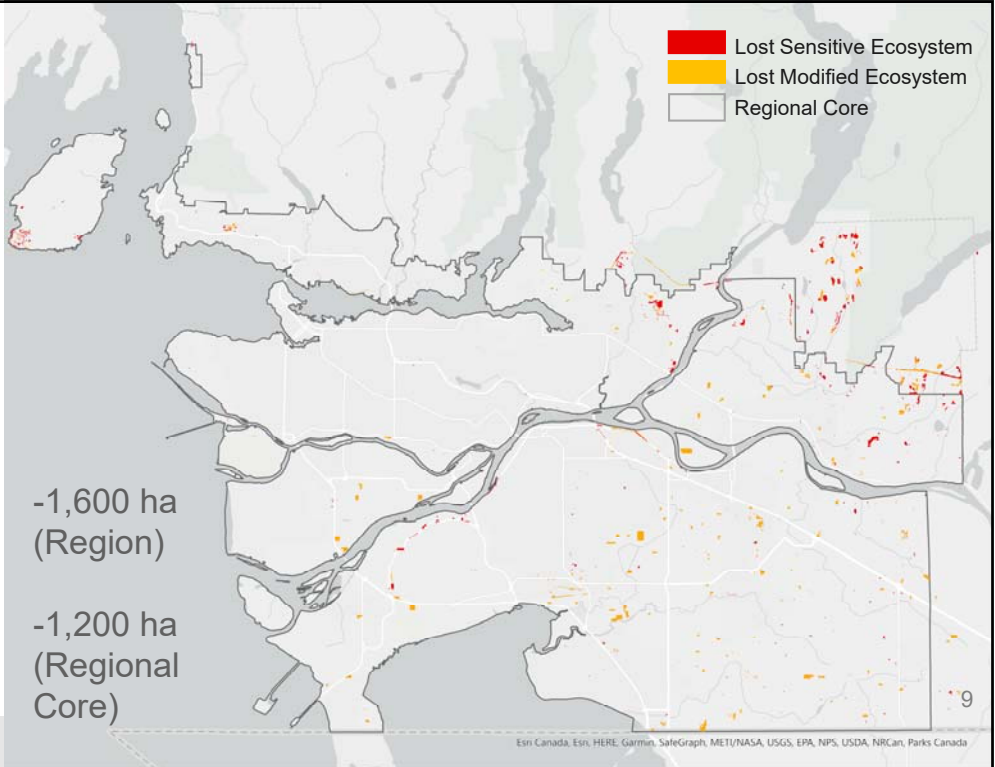 Lost Sensitive Ecosystem
Lost Modified Ecosystem
Regional Core
-1,600 ha
(Region)
-1,200 ha
(Regional
Core)
9
Esri Canada, Esri, HERE, Garmin, SafeGraph, METI/NASA, USGS, EPA, NPS, USDA, NRCan, Parks Canada